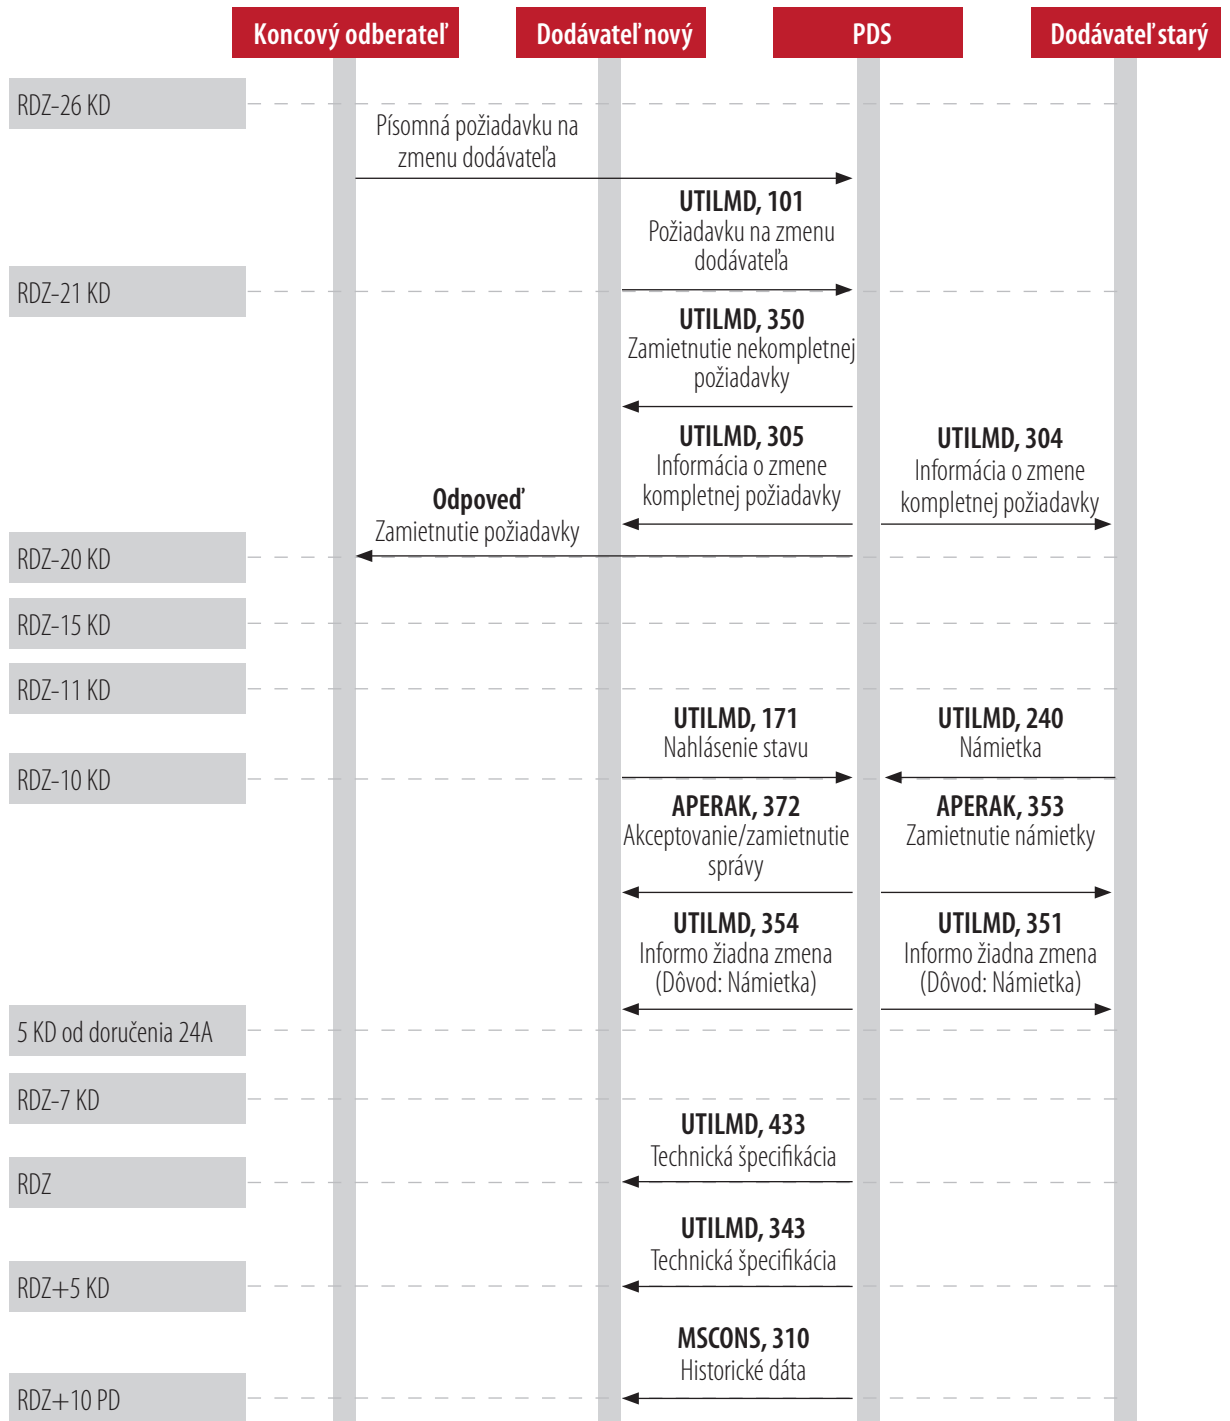 Koncový odberateľ
Dodávateľ nový
PDS
Dodávateľ starý
RDZ-26 KD
Písomná požiadavku na
zmenu dodávateľa
UTILMD, 101
Požiadavku na zmenu
dodávateľa
RDZ-21 KD
UTILMD, 350
Zamietnutie nekompletnej
požiadavky
UTILMD, 305
Informácia o zmene
kompletnej požiadavky
UTILMD, 304
Informácia o zmene
kompletnej požiadavky
Odpoveď
Zamietnutie požiadavky
RDZ-20 KD
RDZ-15 KD
RDZ-11 KD
UTILMD, 171
Nahlásenie stavu
UTILMD, 240
Námietka
RDZ-10 KD
APERAK, 372
Akceptovanie/zamietnutie
správy
APERAK, 353
Zamietnutie námietky
UTILMD, 354
Informo žiadna zmena
(Dôvod: Námietka)
UTILMD, 351
Informo žiadna zmena
(Dôvod: Námietka)
5 KD od doručenia 24A
RDZ-7 KD
UTILMD, 433
Technická špecifikácia
RDZ
UTILMD, 343
Technická špecifikácia
RDZ+5 KD
MSCONS, 310
Historické dáta
RDZ+10 PD